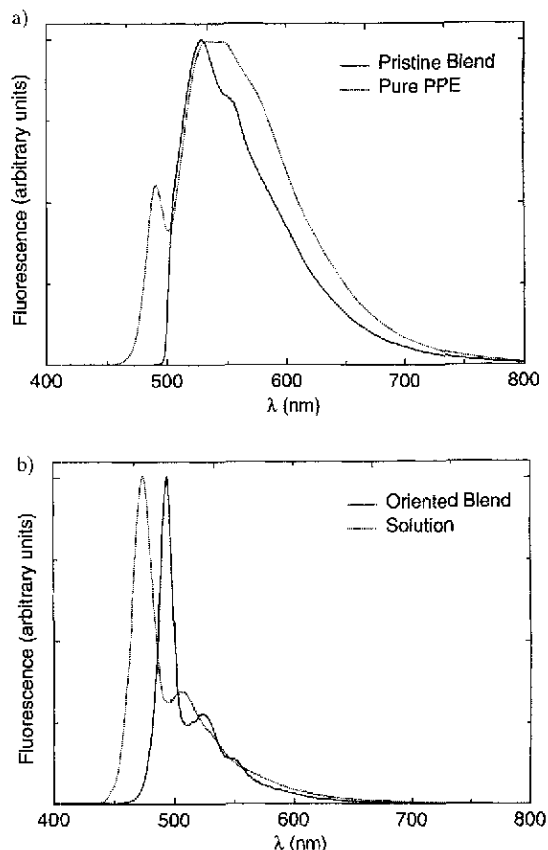 a)
Fluorescence (arbitrary units)
Pristine Blend
Pure PPE
400 500 600 700 800
λ (nm)
b)
Fluorescence (arbitrary units)
Oriented Blend
Solution
400 500 600 700 800
λ (nm)